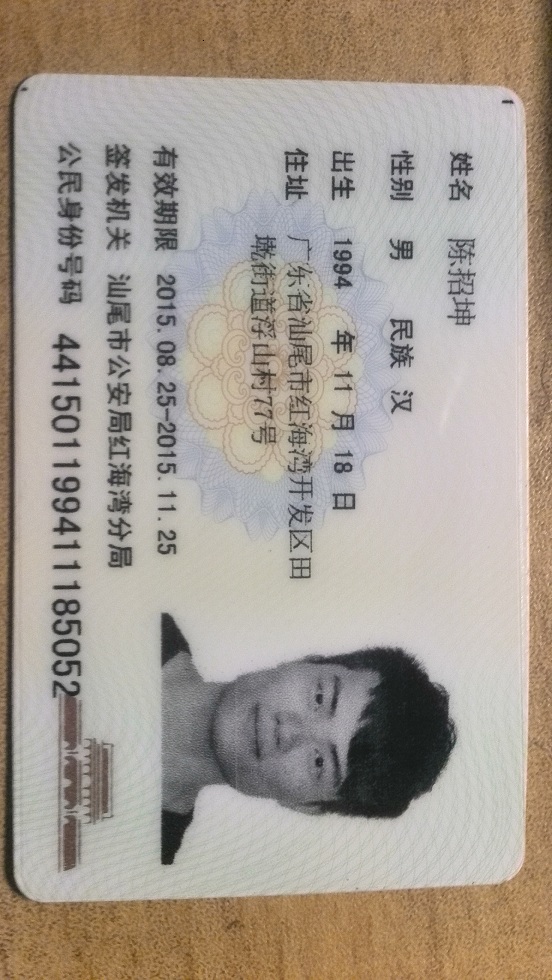 姓名 陈招坤
性别 男 民族 汉
出生 1994 年 11 月 18 日
住址 广东省汕尾市红海湾开发区田
墘街道浮山村77号
有效期限 2015.08.25-2015.11.25
签发机关 汕尾市公安局红海湾分局
公民身份号码 441501199411185052